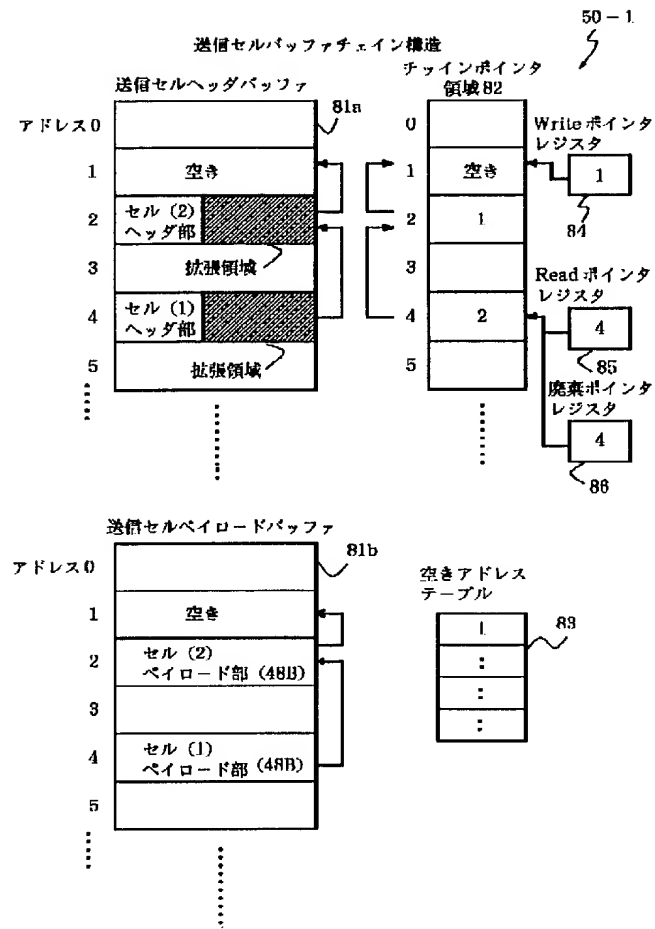 50-1
送信セルバッファチェイン構造
送信セルヘッダバッファ
81a
アドレス0
1
空き
2
セル (2)
ヘッダ部
3
拡張領域
4
セル (1)
ヘッダ部
5
拡張領域
チェインポインタ
領域82
0
1
空き
2
1
3
4
2
5
Writeポインタ
レジスタ
1
84
Readポインタ
レジスタ
4
85
廃棄ポインタ
レジスタ
4
86
送信セルペイロードバッファ
81b
アドレス0
1
空き
2
セル (2)
ペイロード部 (48B)
3
4
セル (1)
ペイロード部 (48B)
5
空きアドレス
テーブル
1
83